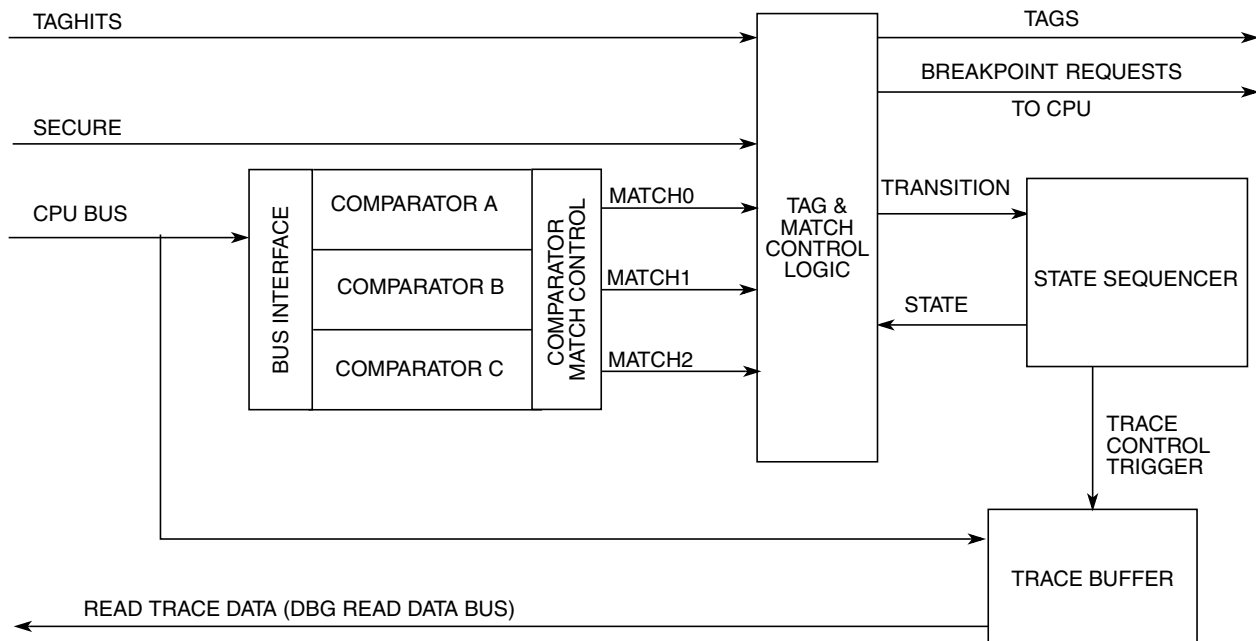 TAGHITS
TAGS
BREAKPOINT REQUESTS
TO CPU
SECURE
CPU BUS
BUS INTERFACE
COMPARATOR A
COMPARATOR B
COMPARATOR C
COMPARATOR
MATCH CONTROL
MATCH0
MATCH1
MATCH2
TAG &
MATCH
CONTROL
LOGIC
TRANSITION
STATE
STATE SEQUENCER
TRACE
CONTROL
TRIGGER
TRACE BUFFER
READ TRACE DATA (DBG READ DATA BUS)